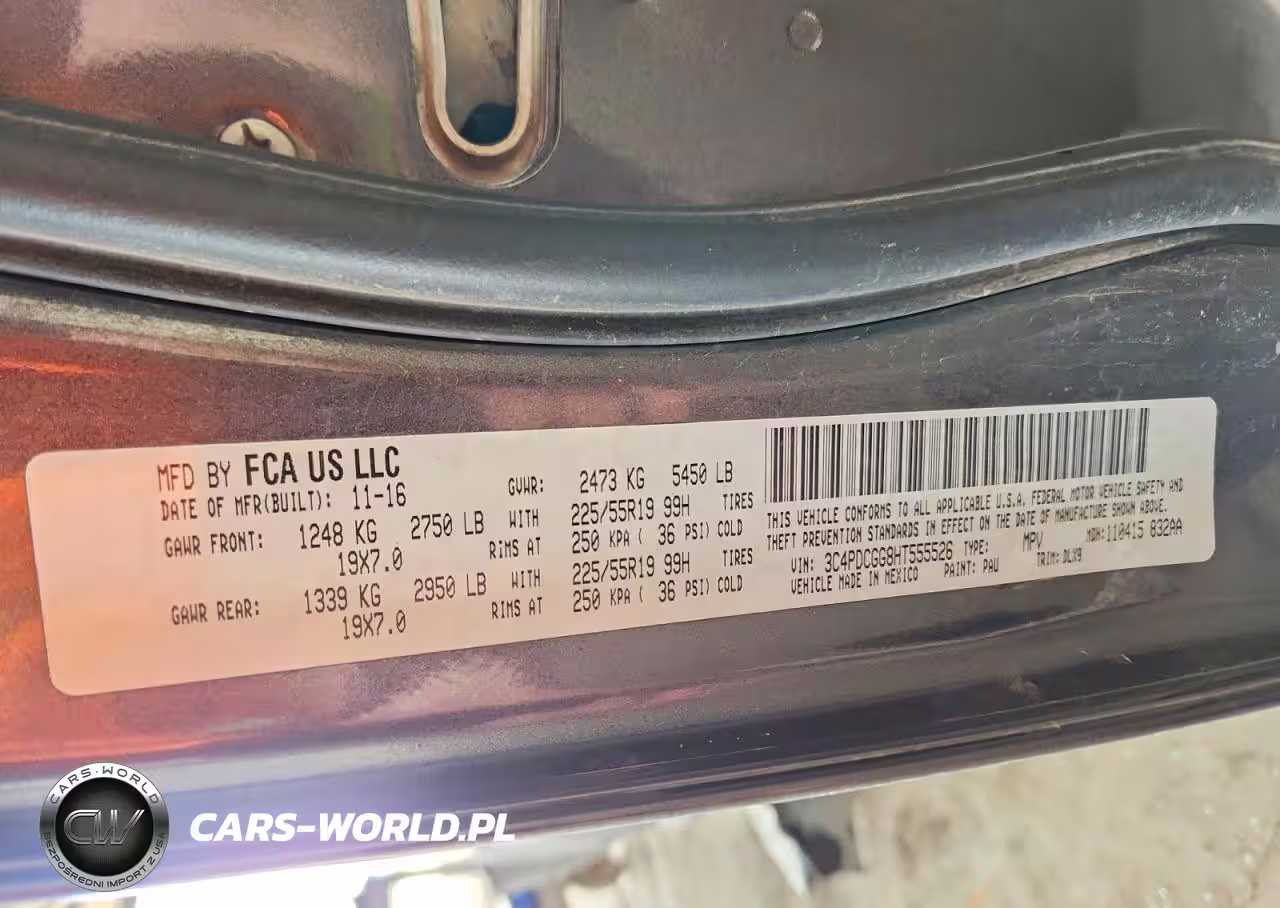 MFD BY FCA US LLC
DATE OF MFR(BUILT): 11-16
GVWR: 2473 KG 5450 LB
GAWR FRONT: 1248 KG 2750 LB WITH 225/55R19 99H TIRES
19X7.0 RIMS AT 250 KPA ( 36 PSI) COLD
GAWR REAR: 1339 KG 2950 LB WITH 225/55R19 99H TIRES
19X7.0 RIMS AT 250 KPA ( 36 PSI) COLD
THIS VEHICLE CONFORMS TO ALL APPLICABLE U.S.A. FEDERAL MOTOR VEHICLE SAFETY AND
THEFT PREVENTION STANDARDS IN EFFECT ON THE DATE OF MANUFACTURE SHOWN ABOVE.
VIN: 3C4PDCGG8HT555526 TYPE: MPV MDH:110415 832AA
VEHICLE MADE IN MEXICO PAINT: PAU TRIM: DLX9
CARS-WORLD
CW
BEZPOŚREDNI IMPORT Z USA
CARS-WORLD.PL